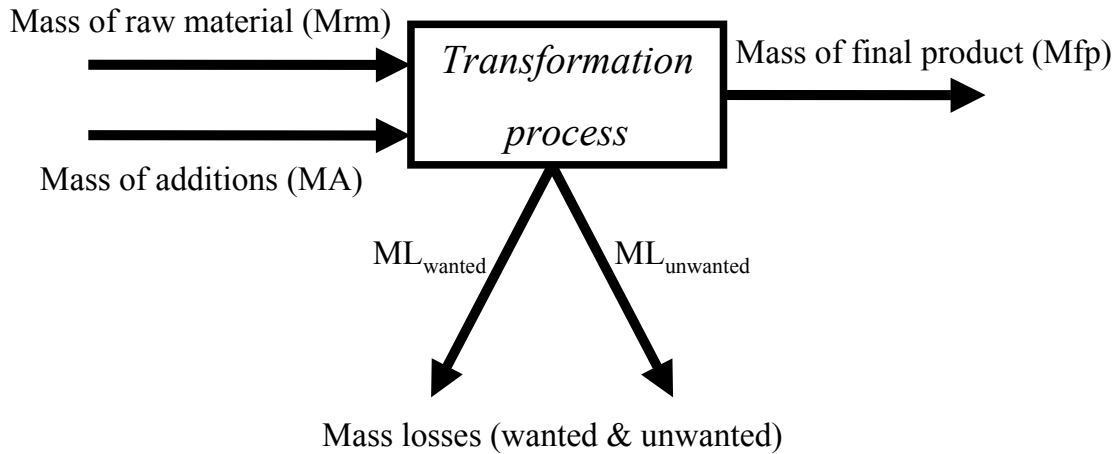 Mass of raw material (Mrm)
Transformation
process
Mass of final product (Mfp)
Mass of additions (MA)
MLwanted
MLunwanted
Mass losses (wanted & unwanted)